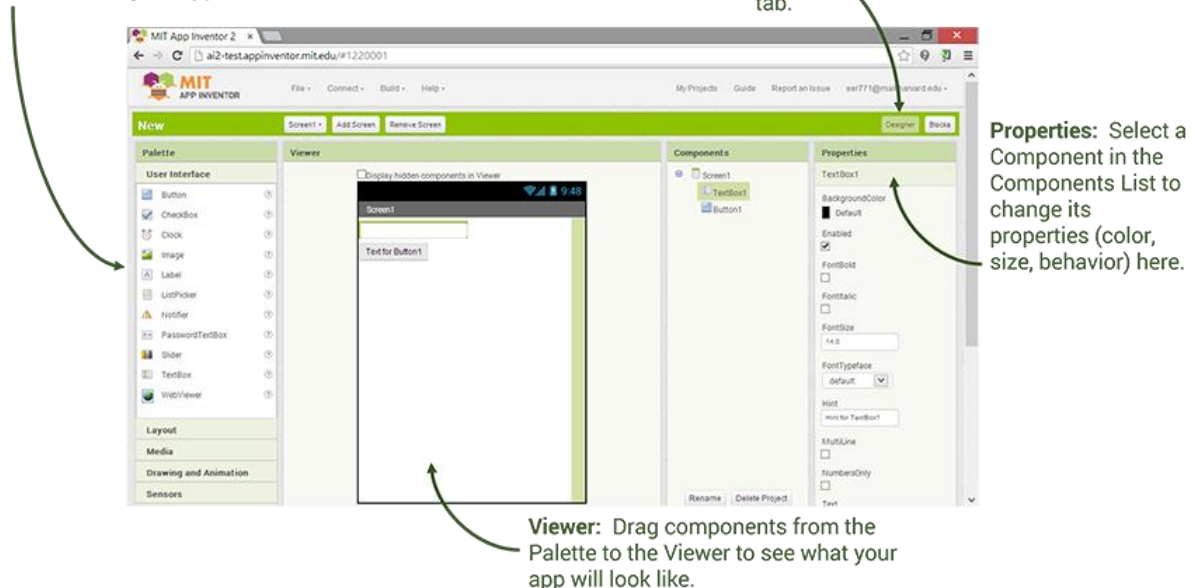 tab.
MIT App Inventor 2 ×
ai2-test.appinventor.mit.edu/#1220001
MIT
APP INVENTOR
File Connect Build Help
My Projects Guide Report an Issue
New
Screen1 Add Screen Remove Screen
Designer Blocks
Palette
User Interface
Button
CheckBox
Clock
Image
Label
ListPicker
Notifier
PasswordTextBox
Slider
TextBox
WebViewer
Layout
Media
Drawing and Animation
Sensors
Viewer
Display hidden components in Viewer
9:48
Screen1
Text for Button1
Components
Screen1
TextBox1
Button1
Rename Delete Project
Properties
TextBox1
BackgroundColor
Default
Enabled
FontBold
FontItalic
FontSize
14.0
FontTypeface
default
Hint
Hint for TextBox1
MultiLine
NumbersOnly
Text
Properties: Select a
Component in the
Components List to
change its
properties (color,
size, behavior) here.
Viewer: Drag components from the
Palette to the Viewer to see what your
app will look like.